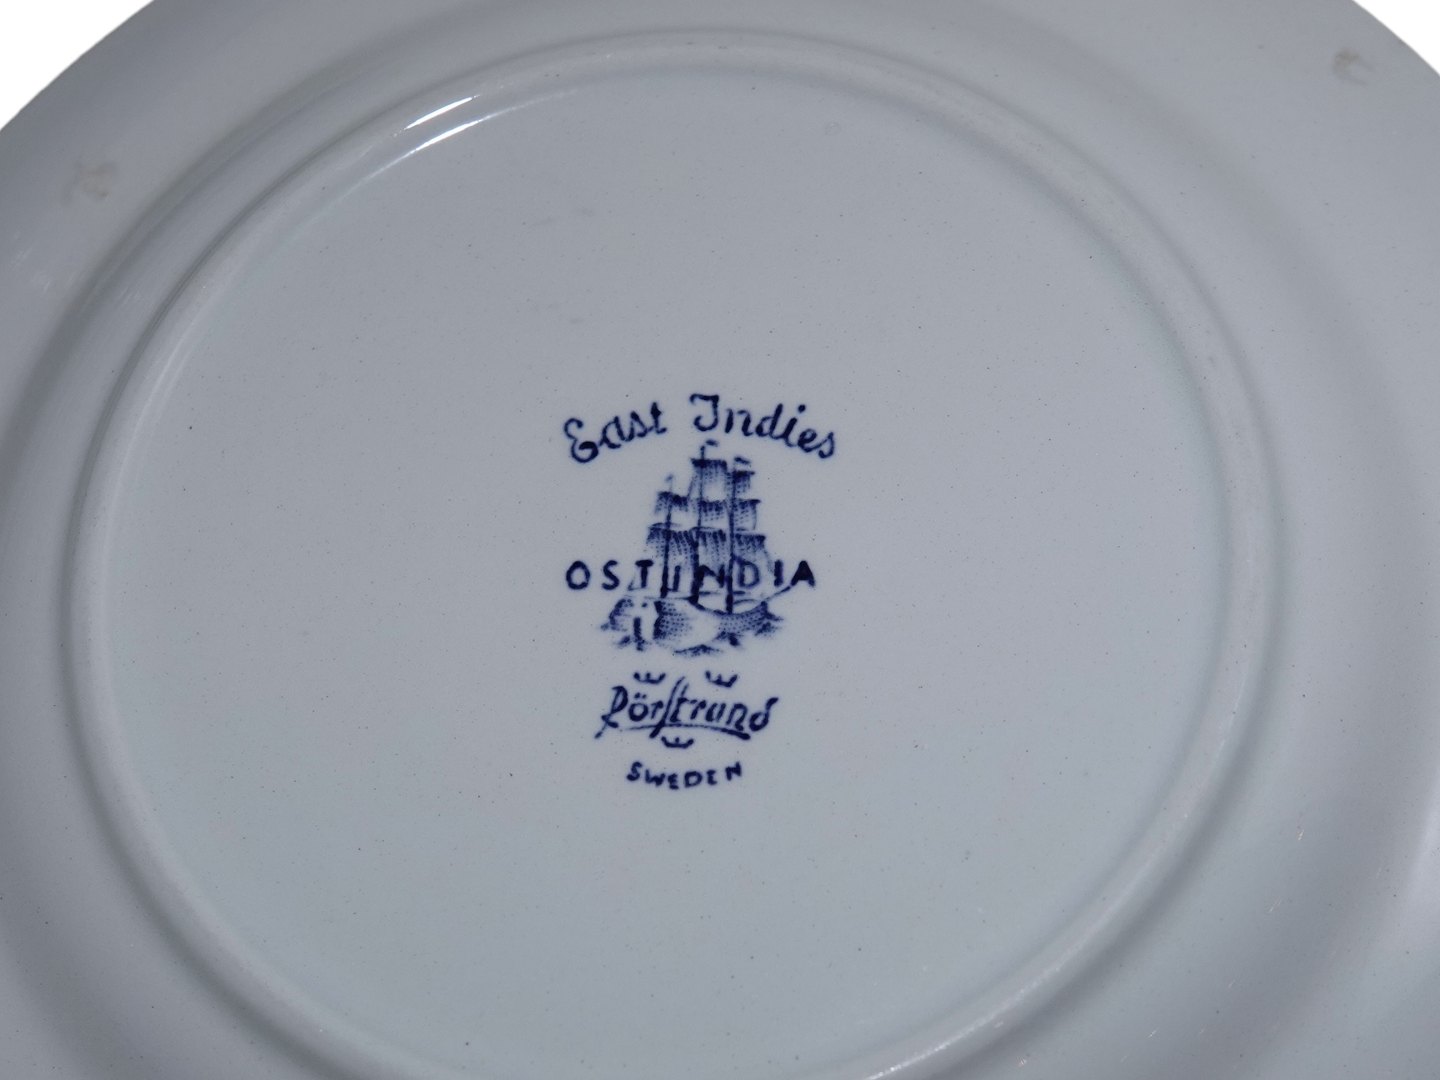 East Indies
OSTINDIA
Rörstrand
SWEDEN